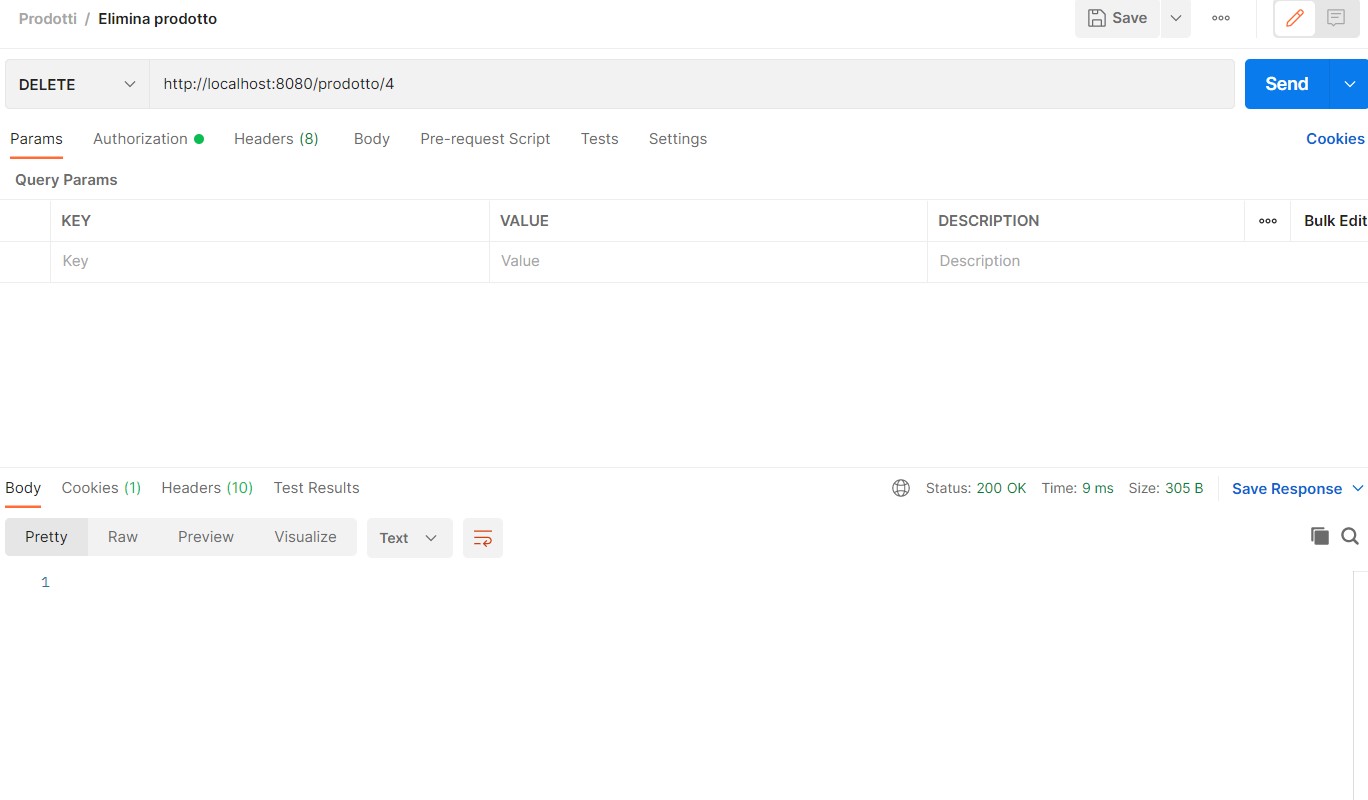 Prodotti / Elimina prodotto Save
DELETE http://localhost:8080/prodotto/4 Send
Params Authorization Headers (8) Body Pre-request Script Tests Settings Cookies
Query Params
KEY VALUE DESCRIPTION Bulk Edit
Key Value Description
Body Cookies (1) Headers (10) Test Results Status: 200 OK Time: 9 ms Size: 305 B Save Response
Pretty Raw Preview Visualize Text
1